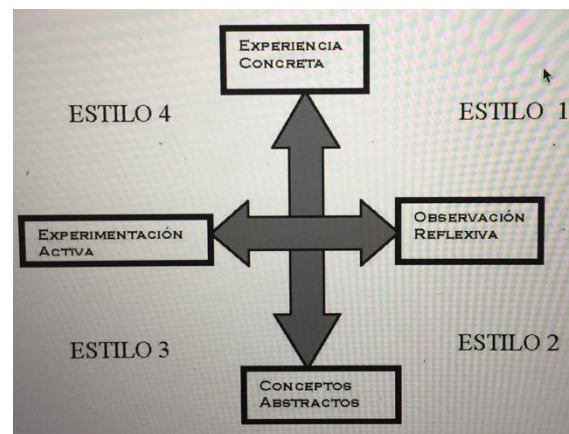 EXPERIENCIA
CONCRETA
ESTILO 4
ESTILO 1
EXPERIMENTACIÓN
ACTIVA
OBSERVACIÓN
REFLEXIVA
ESTILO 3
ESTILO 2
CONCEPTOS
ABSTRACTOS